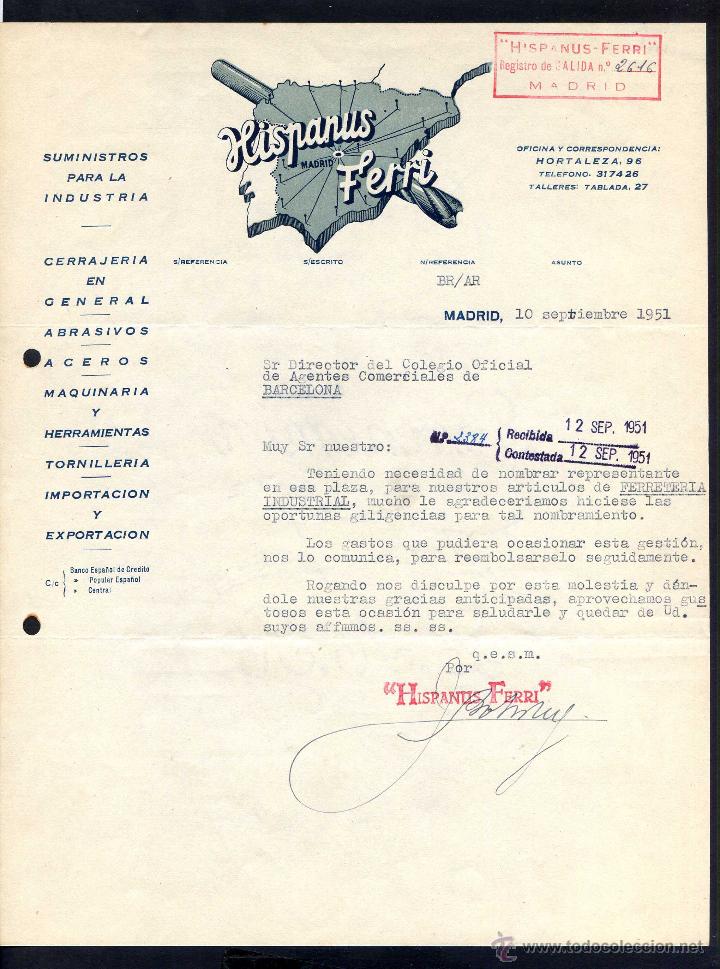 "HISPANUS-FERRI"
Registro de SALIDA n.º 2616
MADRID
Hispanus
MADRID
Ferri
SUMINISTROS
PARA LA
INDUSTRIA
OFICINA Y CORRESPONDENCIA:
HORTALEZA, 96
TELEFONO. 317426
TALLERES: TABLADA, 27
CERRAJERIA
EN
GENERAL
ABRASIVOS
ACEROS
MAQUINARIA
Y
HERRAMIENTAS
TORNILLERIA
IMPORTACION
Y
EXPORTACION
C/c { Banco Español de Credito
» Popular Español
» Central
S/REFERENCIA S/ESCRITO N/REFERENCIA ASUNTO
BR/AR
MADRID, 10 septiembre 1951
Sr Director del Colegio Oficial
de Agentes Comerciales de
BARCELONA
N.º 2384 { Recibida 12 SEP. 1951
Contestada 12 SEP. 1951
Muy Sr nuestro:
Teniendo necesidad de nombrar representante
en esa plaza, para nuestros articulos de FERRETERIA
INDUSTRIAL, mucho le agradeceriamos hiciese las
oportunas giligencias para tal nombramiento.
Los gastos que pudiera ocasionar esta gestión,
nos lo comunica, para reembolsarselo seguidamente.
Rogando nos disculpe por esta molestia y dán-
dole nuestras gracias anticipadas, aprovechamos gus
tosos esta ocasión para saludarle y quedar de Ud.
suyos affmmos. ss. ss.
q.e.s.m.
Por
"HISPANUS FERRI"
www.todocoleccion.net